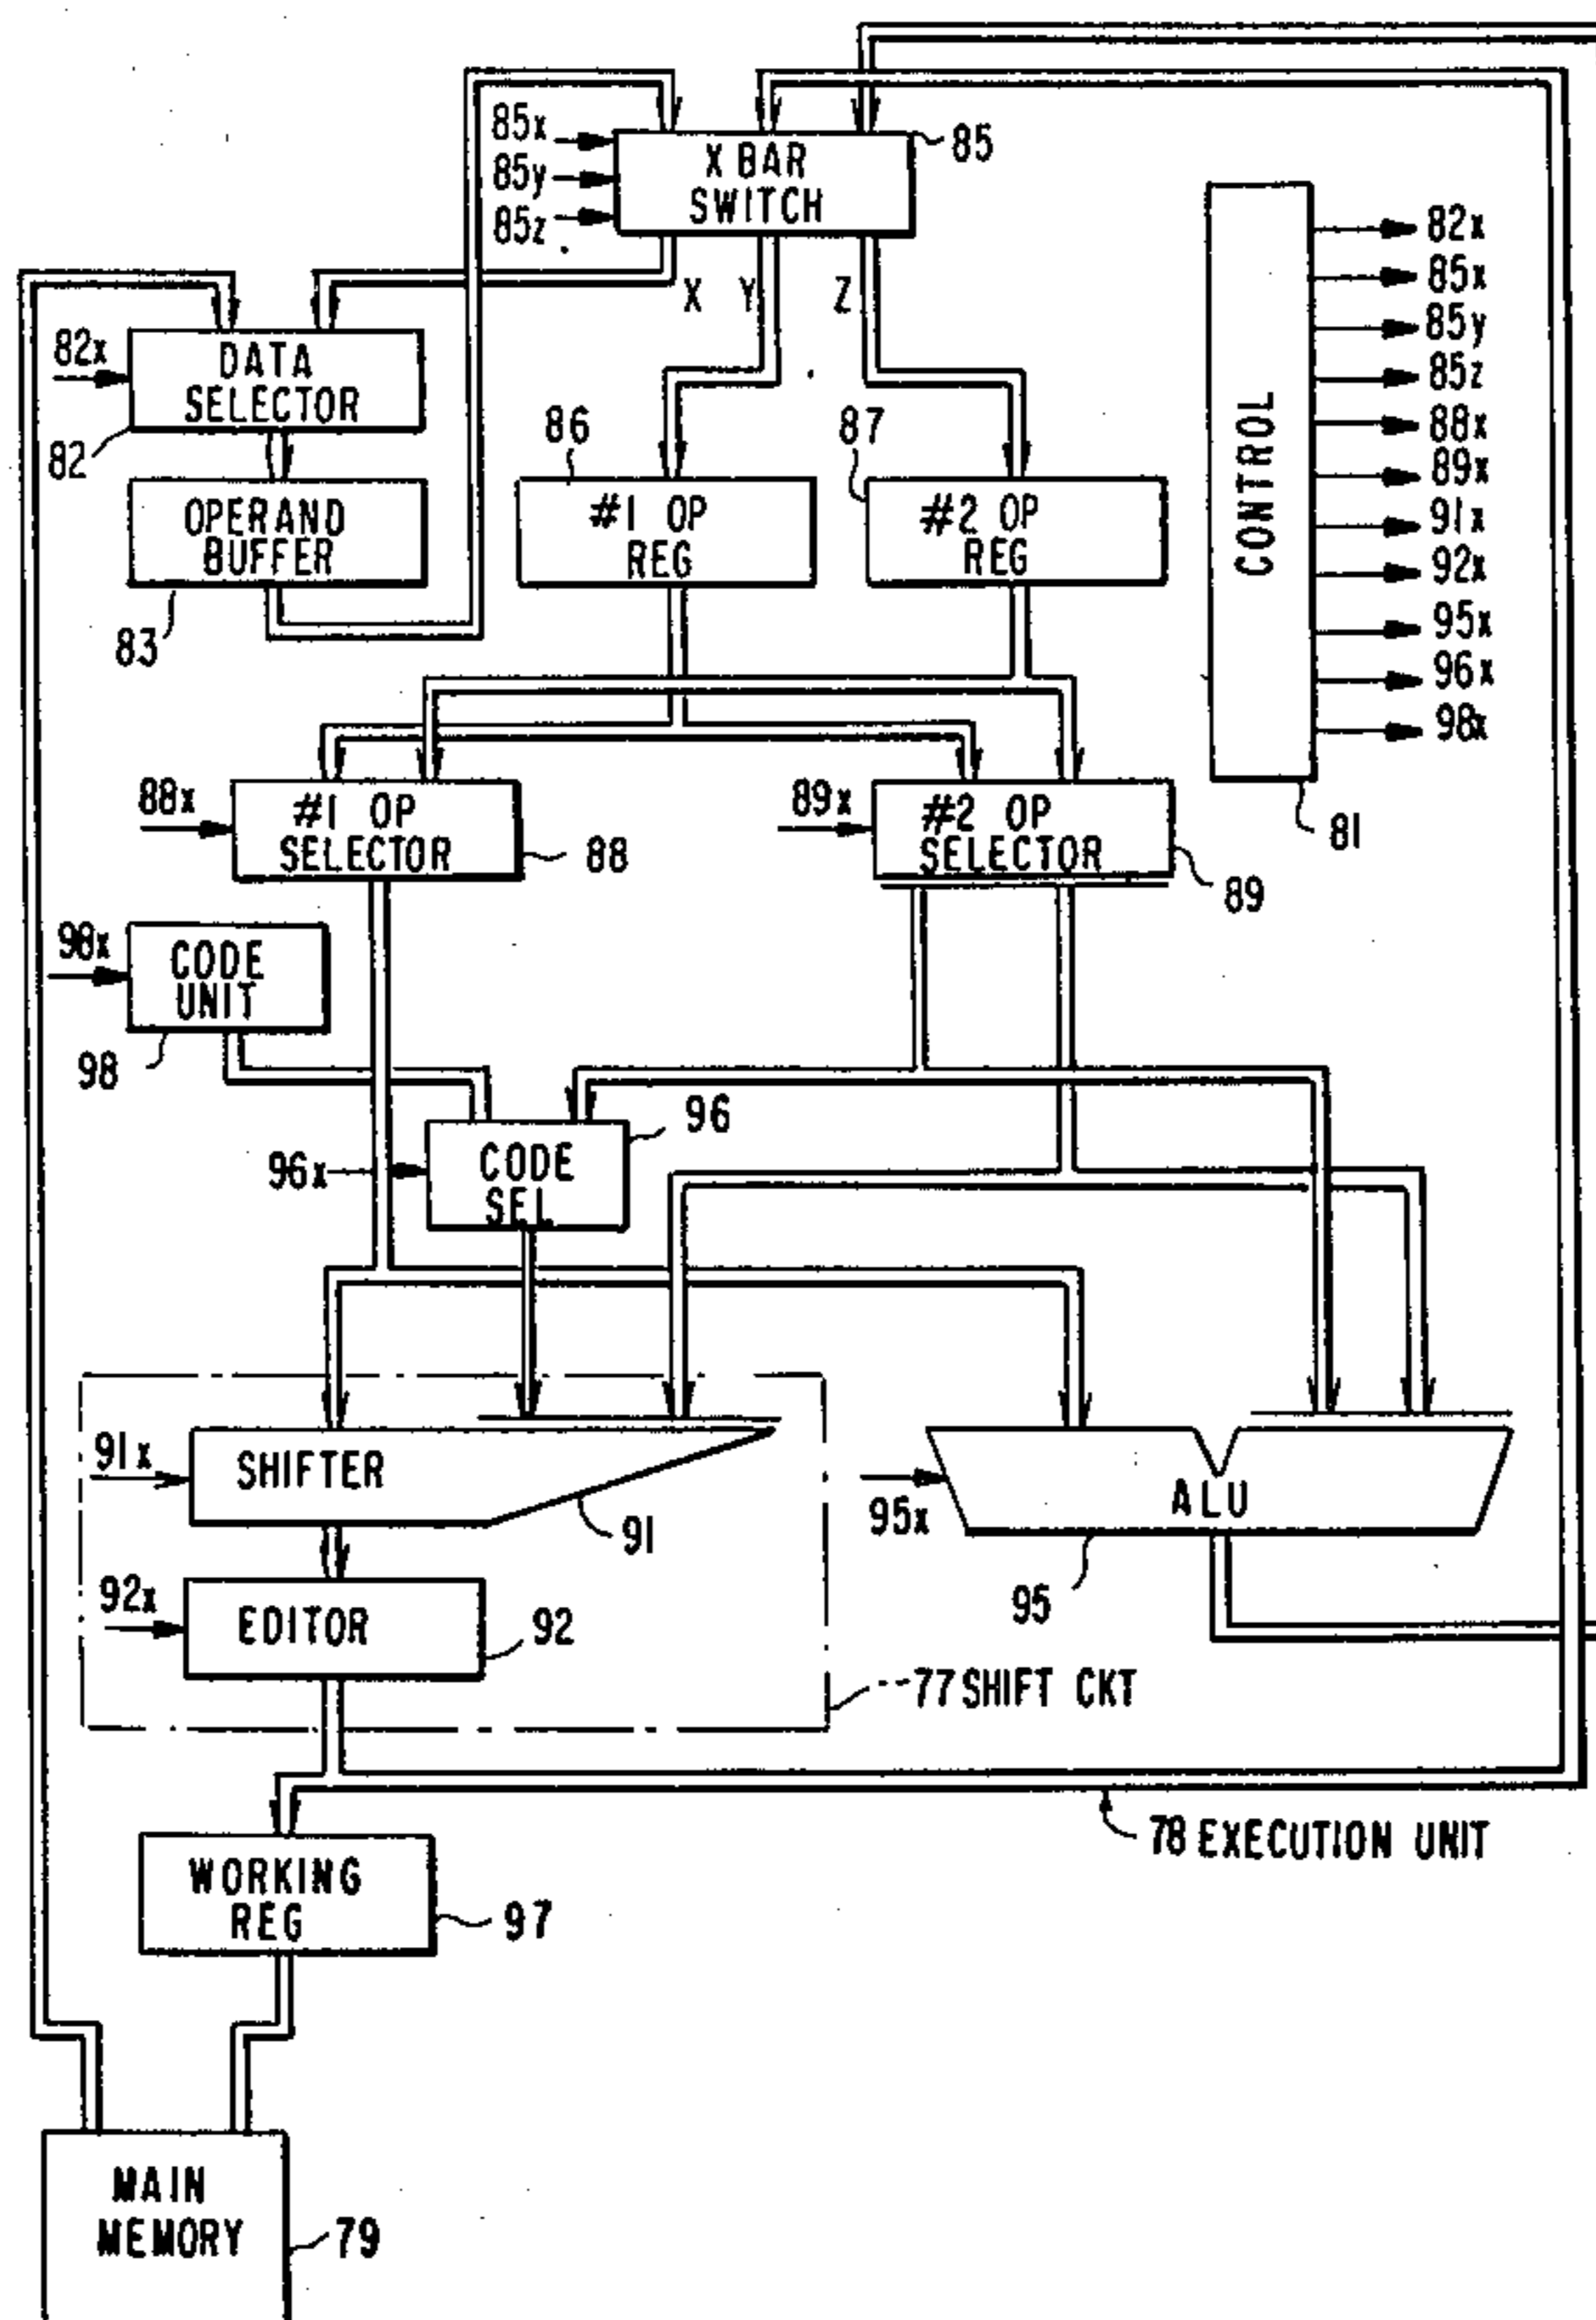 85x
85y
85z
X BAR
SWITCH
85
82x
85x
85y
85z
88x
89x
91x
92x
95x
96x
98x
CONTROL
81
X Y Z
82x
DATA
SELECTOR
82
OPERAND
BUFFER
83
86
#1 OP
REG
87
#2 OP
REG
88x
#1 OP
SELECTOR
88
89x
#2 OP
SELECTOR
89
98x
CODE
UNIT
98
96x
CODE
SEL
96
91x
SHIFTER
91
95x
ALU
95
92x
EDITOR
92
77 SHIFT CKT
78 EXECUTION UNIT
WORKING
REG
97
MAIN
MEMORY
79